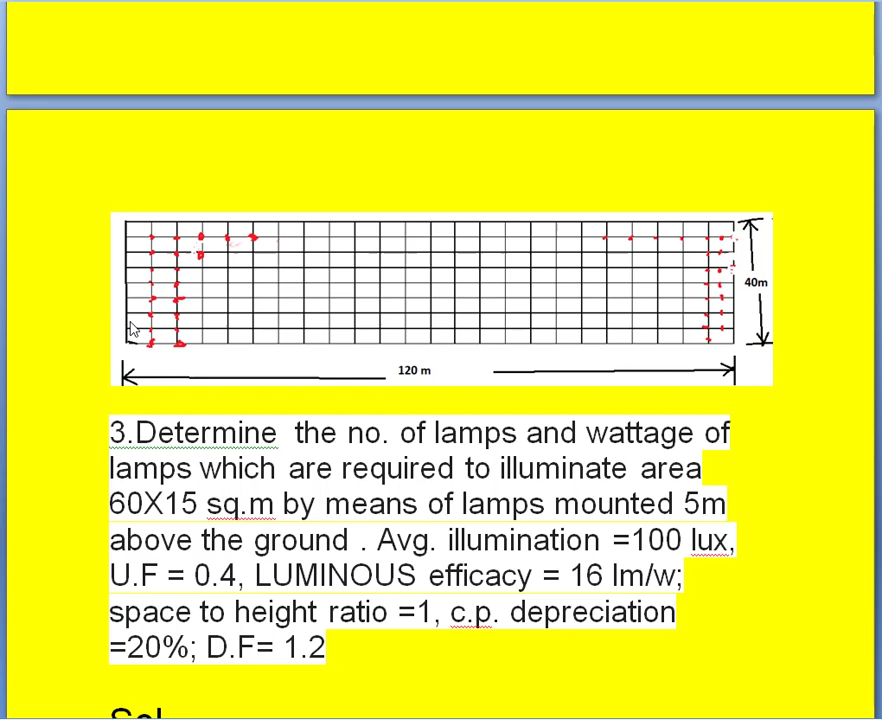 40m
120 m
3.Determine the no. of lamps and wattage of
lamps which are required to illuminate area
60X15 sq.m by means of lamps mounted 5m
above the ground . Avg. illumination =100 lux,
U.F = 0.4, LUMINOUS efficacy = 16 lm/w;
space to height ratio =1, c.p. depreciation
=20%; D.F= 1.2